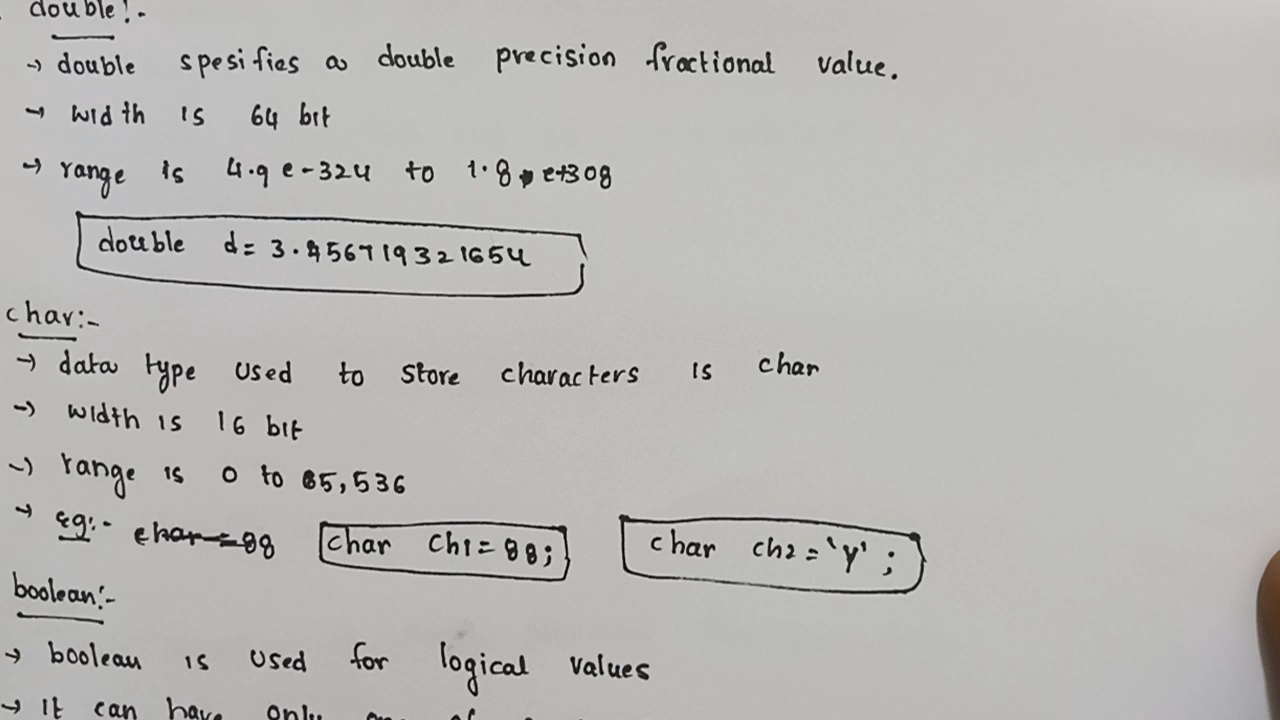 double:-
→ double spesifies a double precision fractional value.
→ width is 64 bit
→ range is 4.9 e-324 to 1.8 e+308
double d= 3.456719321654
char:-
→ data type used to store characters is char
→ width is 16 bit
→ range is 0 to 65,536
→ eg:- char=88 char ch1= 88; char ch2='Y';
boolean:-
→ boolean is used for logical values
→ It can have only one of